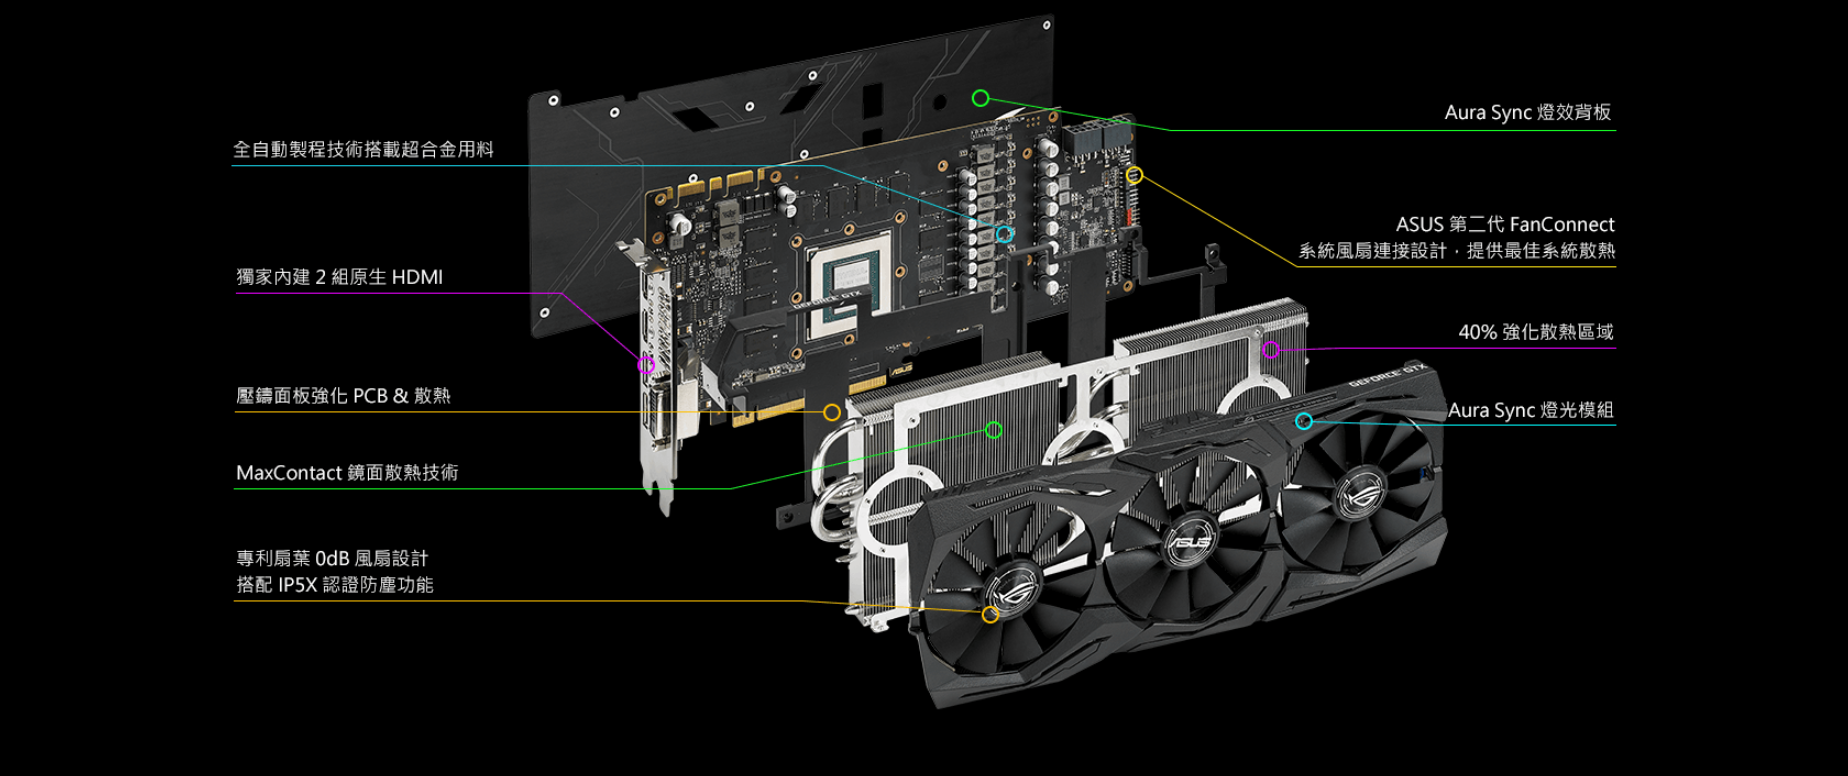 全自動製程技術搭載超合金用料
獨家內建 2 組原生 HDMI
壓鑄面板強化 PCB & 散熱
MaxContact 鏡面散熱技術
專利扇葉 0dB 風扇設計
搭配 IP5X 認證防塵功能
Aura Sync 燈效背板
ASUS 第二代 FanConnect
系統風扇連接設計，提供最佳系統散熱
40% 強化散熱區域
Aura Sync 燈光模組
GEFORCE GTX
GEFORCE GTX
ASUS
ASUS